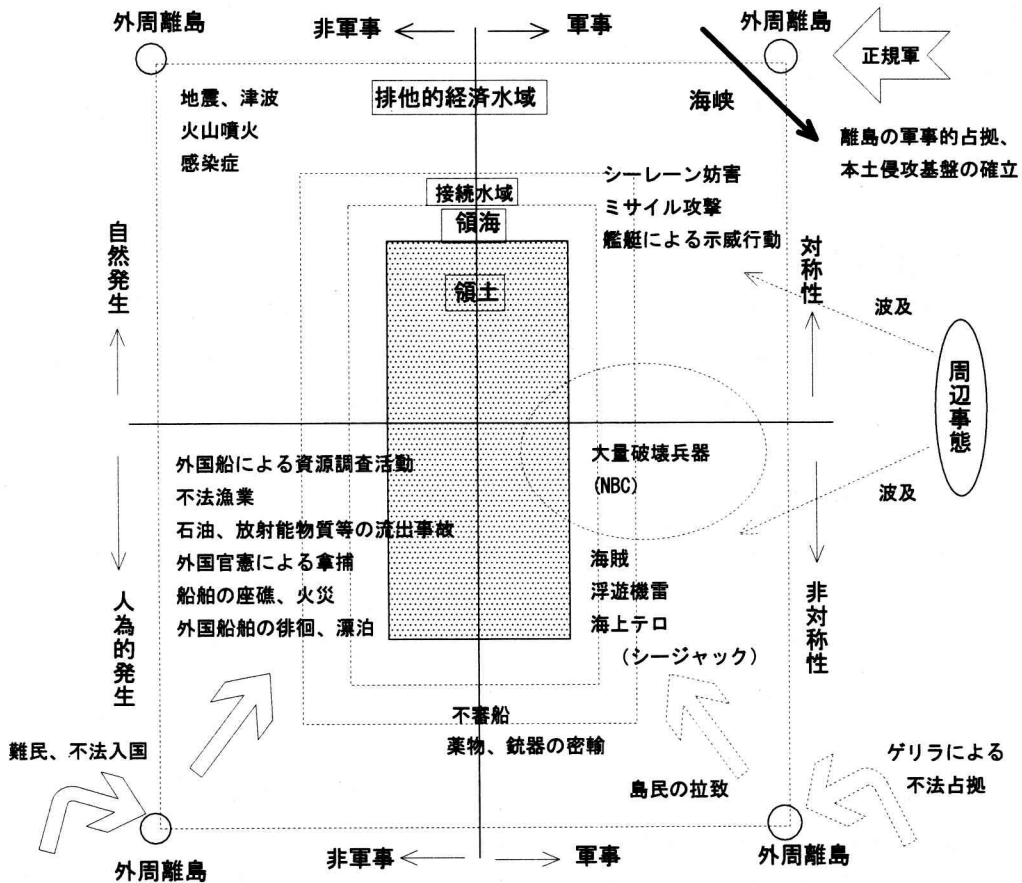 外周離島
非軍事
軍事
外周離島
正規軍
地震、津波
火山噴火
感染症
排他的経済水域
海峡
離島の軍事的占拠、
本土侵攻基盤の確立
シーレーン妨害
ミサイル攻撃
艦艇による示威行動
接続水域
領海
領土
自然発生
対称性
波及
周辺事態
波及
外国船による資源調査活動
不法漁業
石油、放射能物質等の流出事故
外国官憲による拿捕
船舶の座礁、火災
外国船舶の徘徊、漂泊
大量破壊兵器
(NBC)
海賊
浮遊機雷
海上テロ
(シージャック)
人為的発生
非対称性
不審船
薬物、銃器の密輸
難民、不法入国
島民の拉致
ゲリラによる
不法占拠
外周離島
非軍事
軍事
外周離島